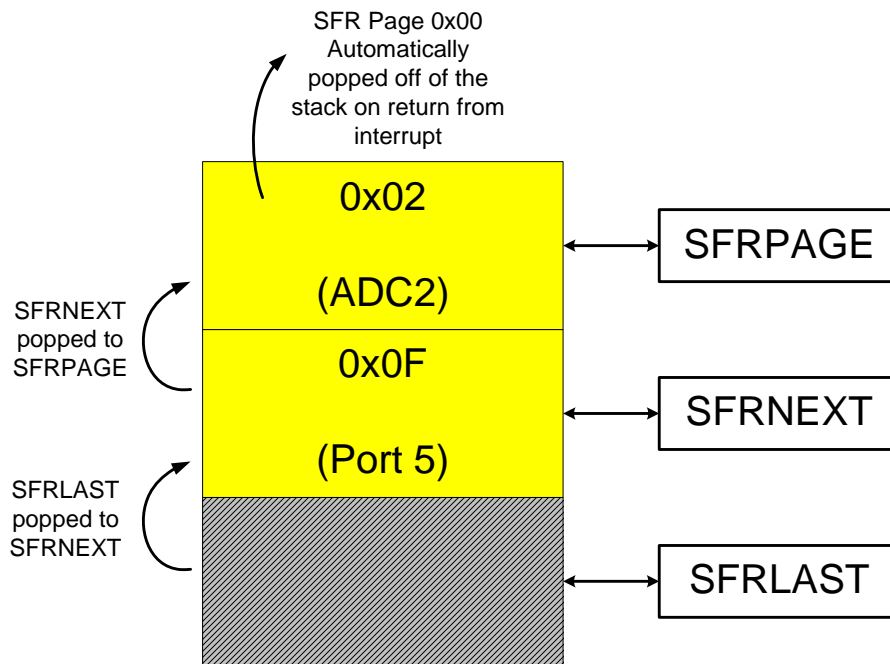 SFR Page 0x00
Automatically
popped off of the
stack on return from
interrupt
0x02
(ADC2)
SFRPAGE
SFRNEXT
popped to
SFRPAGE
0x0F
(Port 5)
SFRNEXT
SFRLAST
popped to
SFRNEXT
SFRLAST